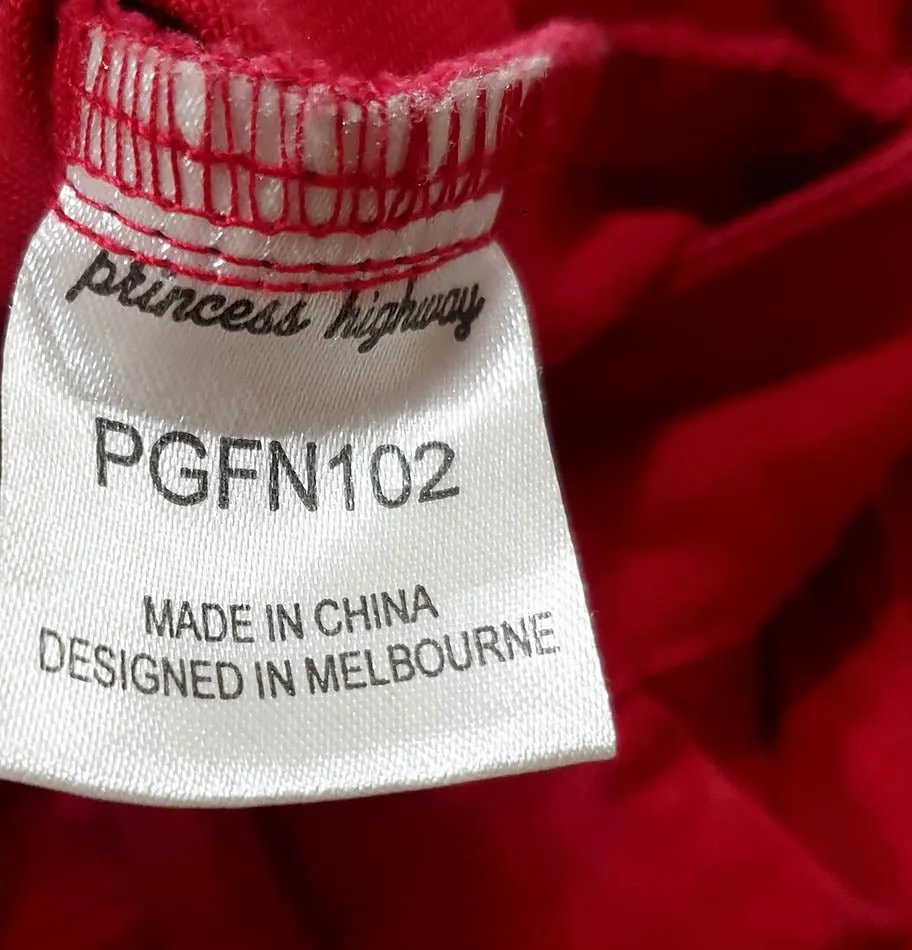 princess highway
PGFN102
MADE IN CHINA
DESIGNED IN MELBOURNE